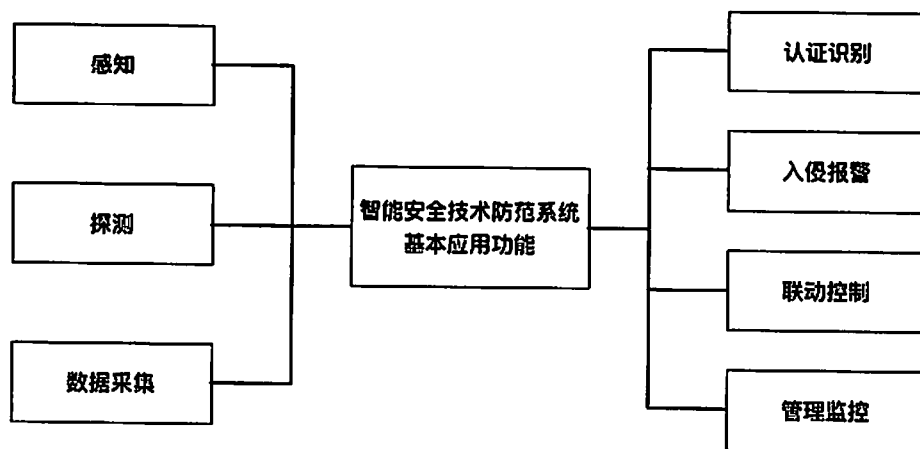 感知
探测
数据采集
智能安全技术防范系统
基本应用功能
认证识别
入侵报警
联动控制
管理监控